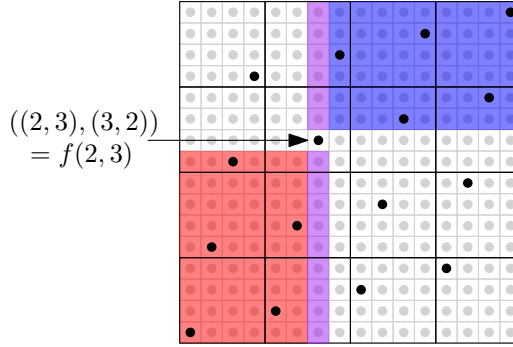 ((2, 3), (3, 2))
= f(2, 3)